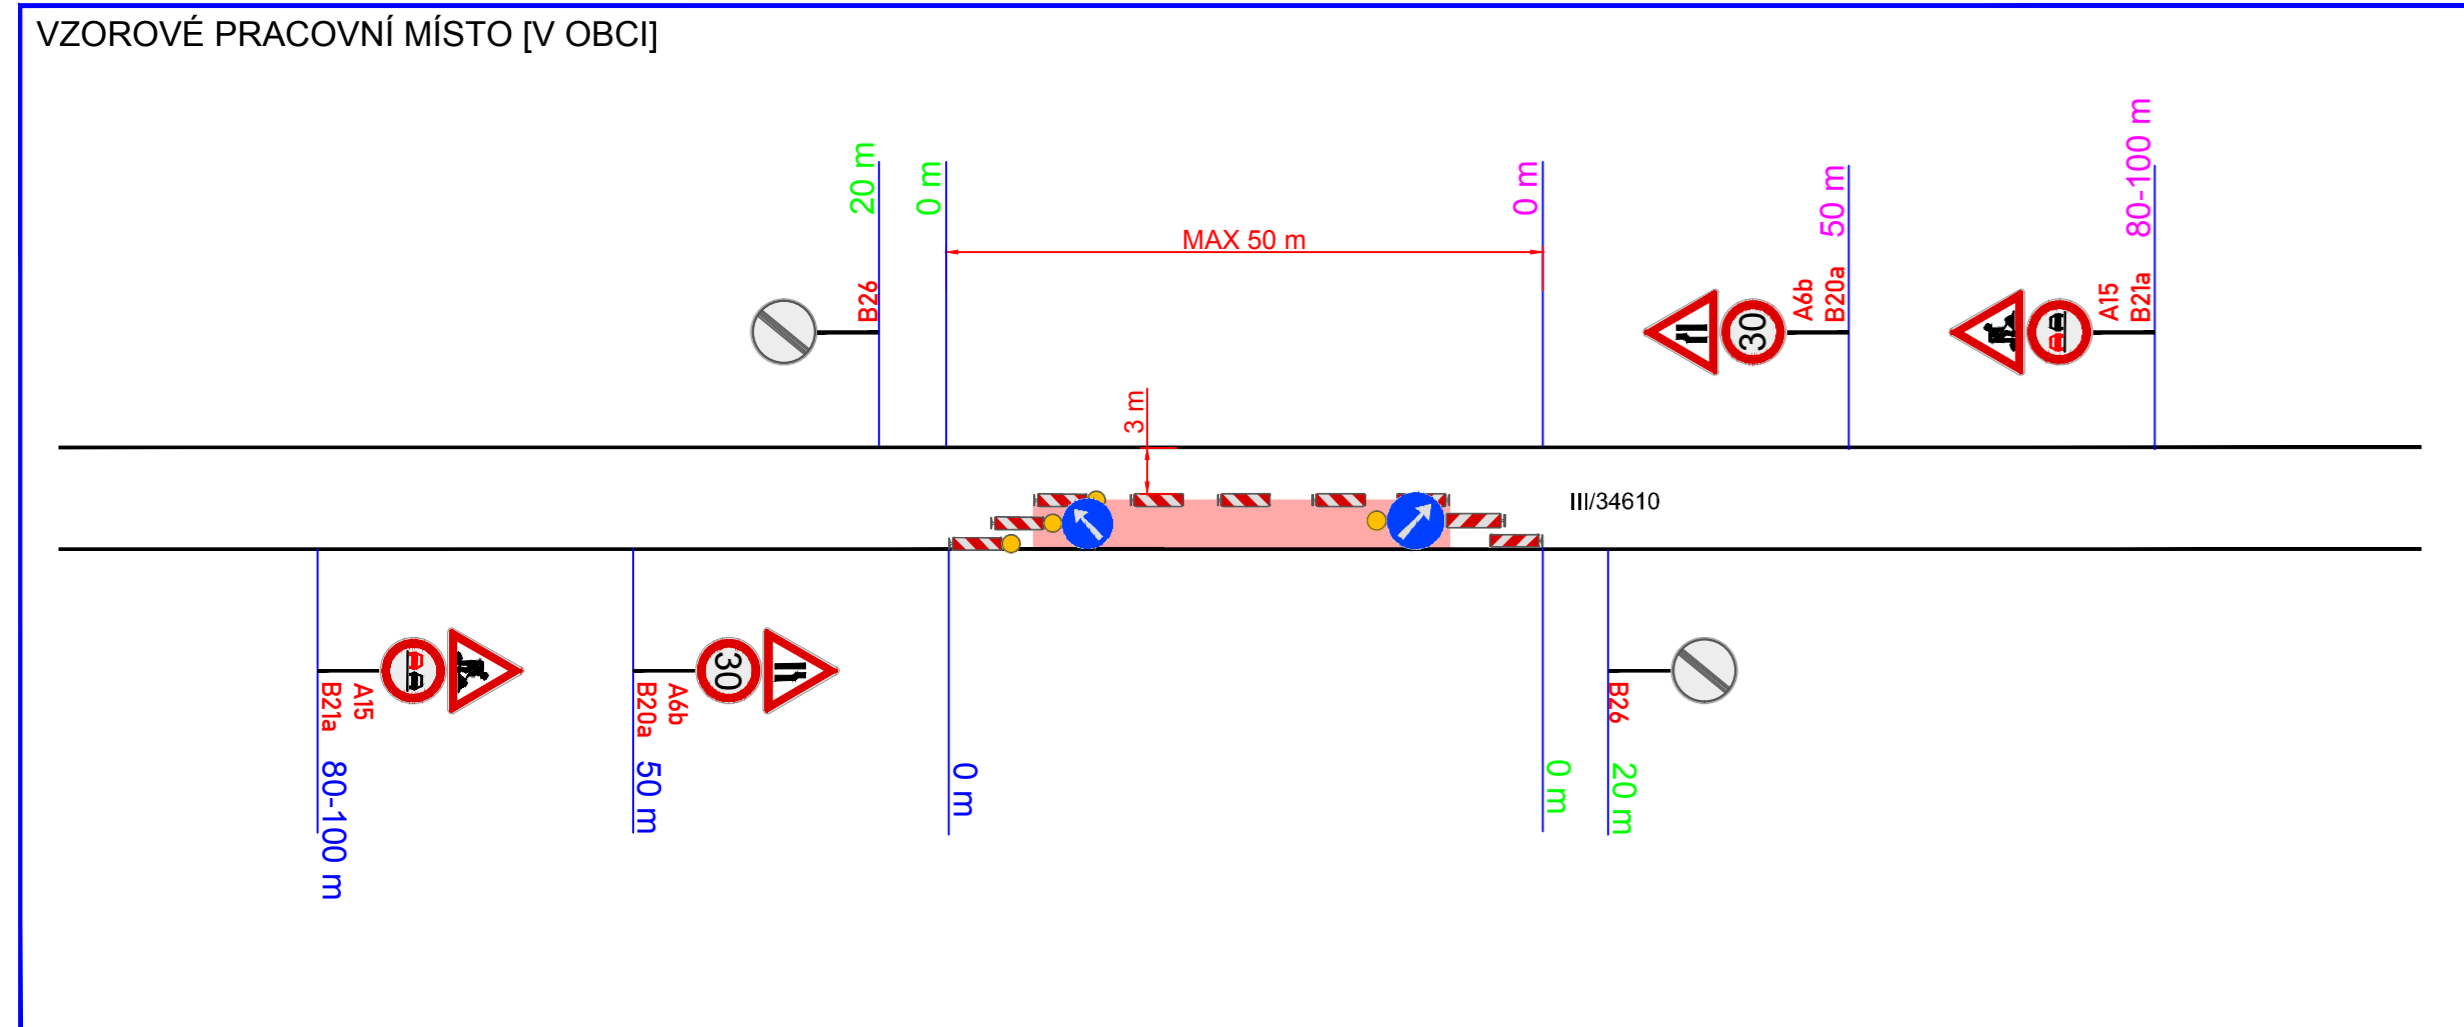 VZOROVÉ PRACOVNÍ MÍSTO [V OBCI]
20 m
0 m
0 m
50 m
80-100 m
MAX 50 m
B26
A6b
B20a
A15
B21a
30
3 m
III/34610
30
B21a
A15
B20a
A6b
B26
80-100 m
50 m
0 m
0 m
20 m